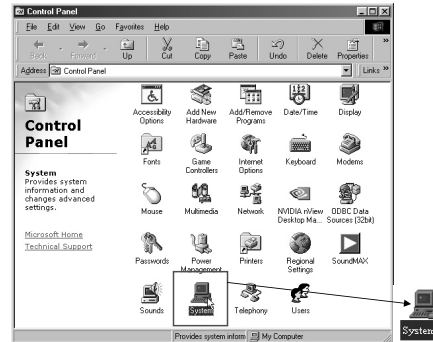 Control Panel
File Edit View Go Favorites Help
Back Forward Up Cut Copy Paste Undo Delete Properties »
Address Control Panel Links »
Control
Panel
System
Provides system
information and
changes advanced
settings.
Microsoft Home
Technical Support
Accessibility
Options
Add New
Hardware
Add/Remove
Programs
Date/Time
Display
Fonts
Game
Controllers
Internet
Options
Keyboard
Modems
Mouse
Multimedia
Network
NVIDIA nView
Desktop Ma...
ODBC Data
Sources (32bit)
Passwords
Power
Management
Printers
Regional
Settings
SoundMAX
Sounds
System
Telephony
Users
System
Provides system inform My Computer